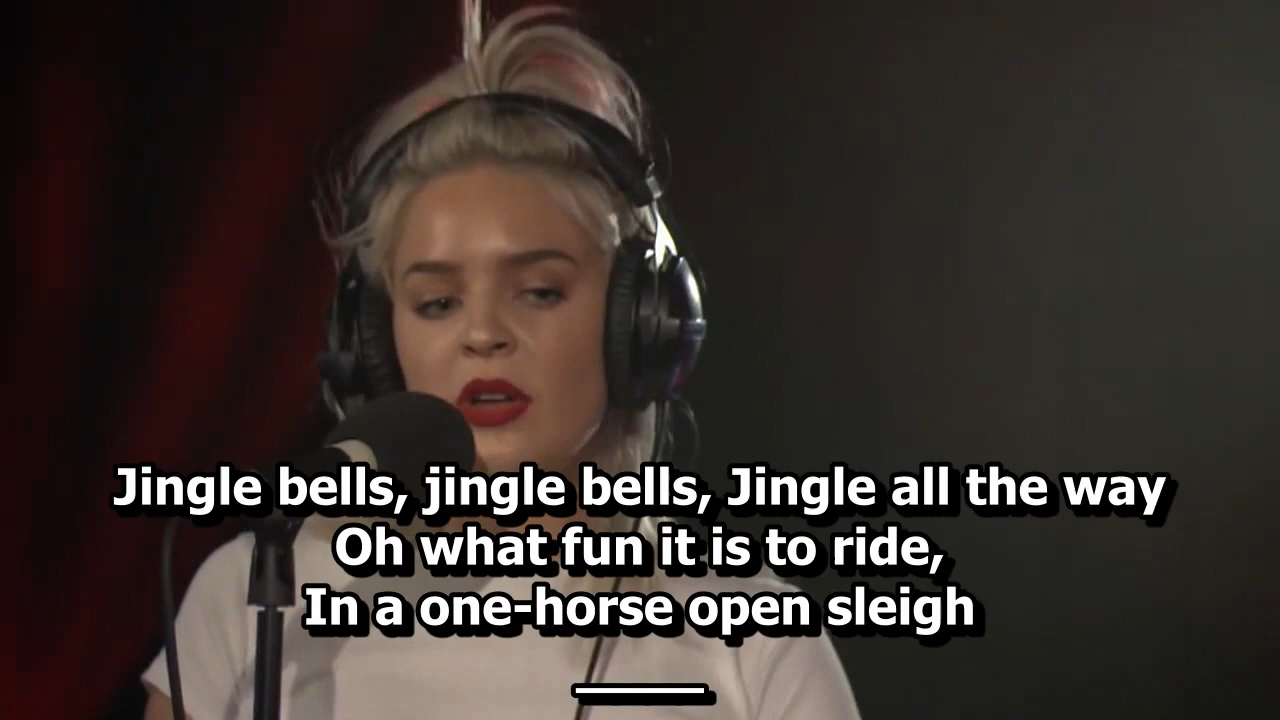 Jingle bells, jingle bells, Jingle all the way
Oh what fun it is to ride,
In a one-horse open sleigh